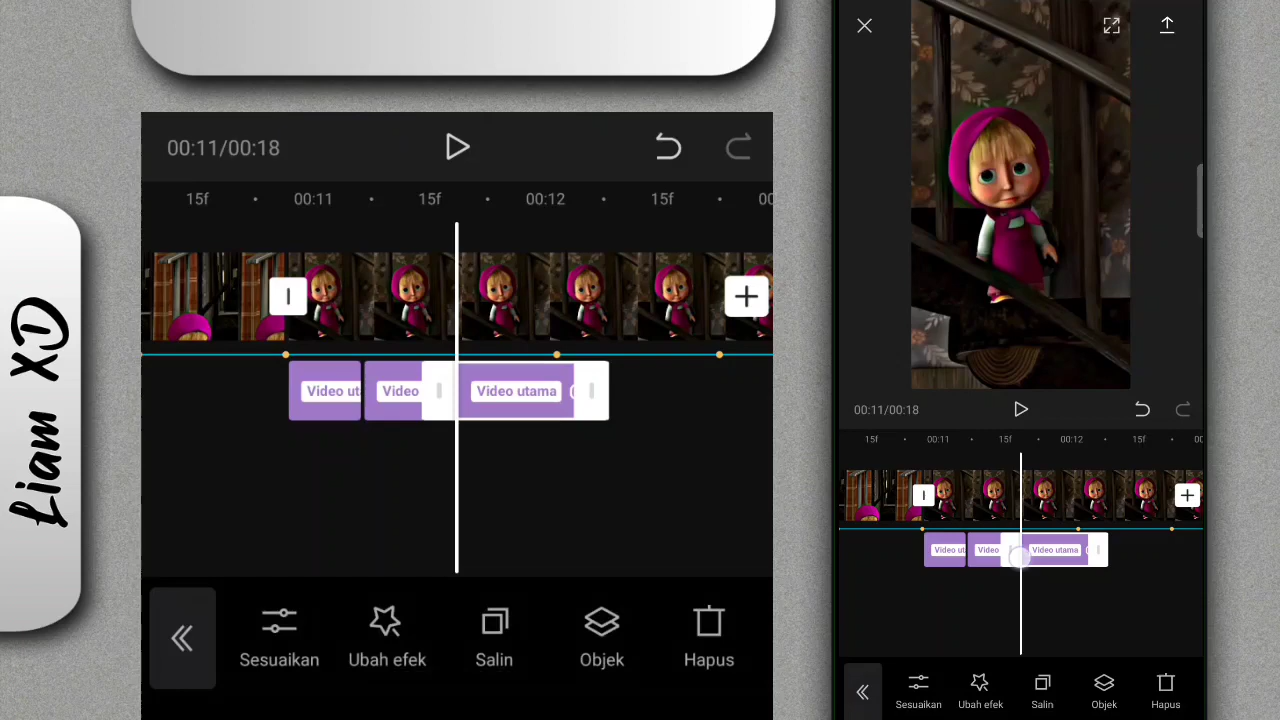 Liam XD
00:11/00:18
15f 00:11 15f 00:12 15f 00
Video ut Video Video utama
Sesuaikan Ubah efek Salin Objek Hapus
00:11/00:18
15f 00:11 15f 00:12 15f 00
Video ut Video Video utama
Sesuaikan Ubah efek Salin Objek Hapus